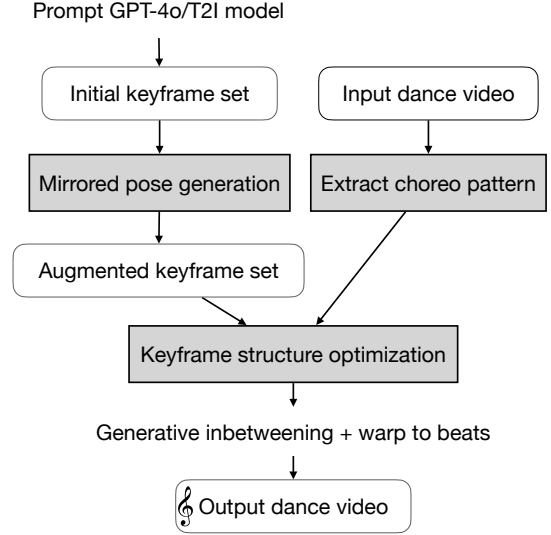 Prompt GPT-4o/T2I model
Initial keyframe set
Input dance video
Mirrored pose generation
Extract choreo pattern
Augmented keyframe set
Keyframe structure optimization
Generative inbetweening + warp to beats
Output dance video